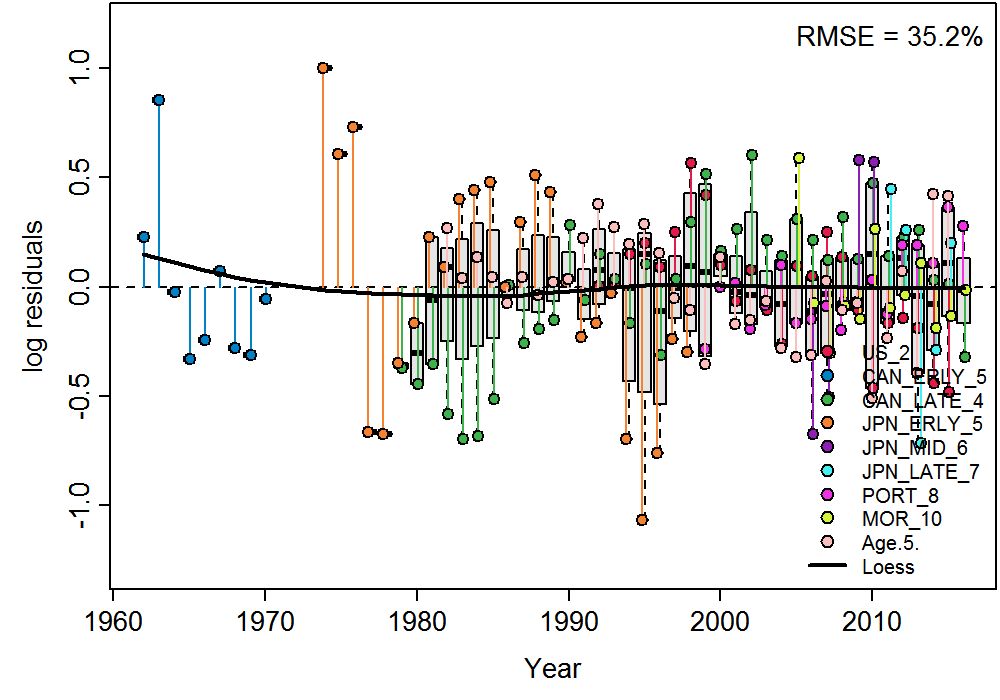 RMSE = 35.2%
log residuals
1.0
0.5
0.0
-0.5
-1.0
US_2
CAN_ERLY_5
CAN_LATE_4
JPN_ERLY_5
JPN_MID_6
JPN_LATE_7
PORT_8
MOR_10
Age.5.
Loess
1960 1970 1980 1990 2000 2010
Year